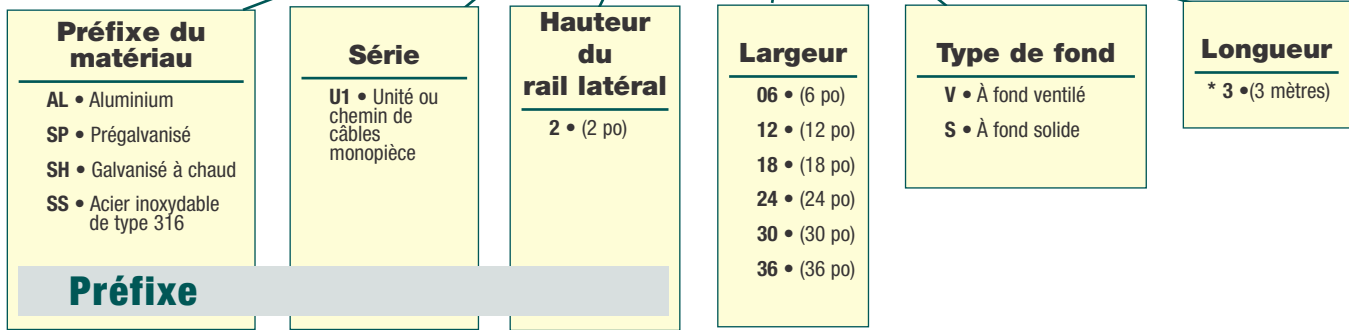 Préfixe du
matériau
AL • Aluminium
SP • Prégalvanisé
SH • Galvanisé à chaud
SS • Acier inoxydable
de type 316
Série
U1 • Unité ou
chemin de
câbles
monopièce
Hauteur
du
rail latéral
2 • (2 po)
Préfixe
Largeur
06 • (6 po)
12 • (12 po)
18 • (18 po)
24 • (24 po)
30 • (30 po)
36 • (36 po)
Type de fond
V • À fond ventilé
S • À fond solide
Longueur
* 3 •(3 mètres)